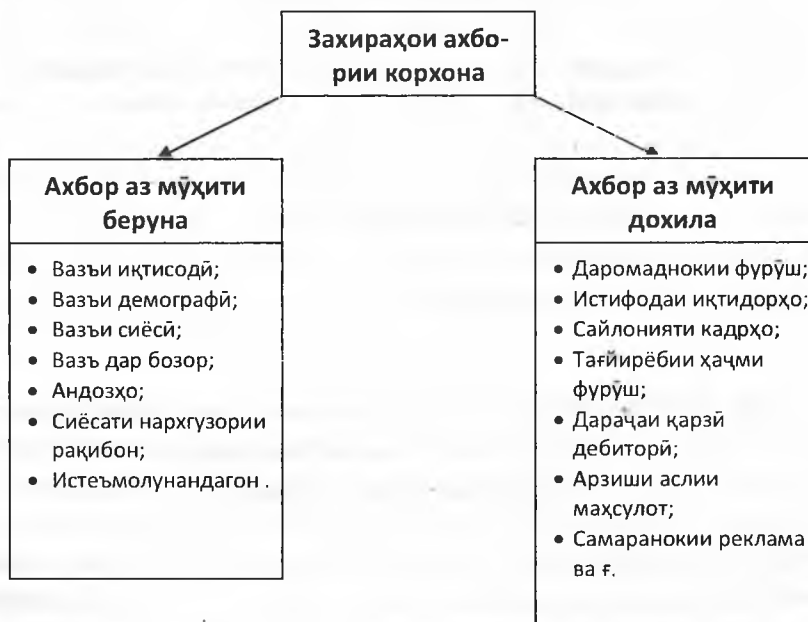 Захираҳои ахбо-
рии корхона
Ахбор аз мӯҳити
беруна
• Вазъи иқтисодӣ;
• Вазъи демографӣ;
• Вазъи сиёсӣ;
• Вазъ дар бозор;
• Андозҳо;
• Сиёсати нархгузории
рақибон;
• Истеъмолунандагон .
Ахбор аз мӯҳити
дохила
• Даромаднокии фурӯш;
• Истифодаи иқтидорҳо;
• Сайлонияти кадрҳо;
• Тағйирёбии ҳаҷми
фурӯш;
• Дараҷаи қарзӣ
дебиторӣ;
• Арзиши аслии
маҳсулот;
• Самаранокии реклама
ва ғ.